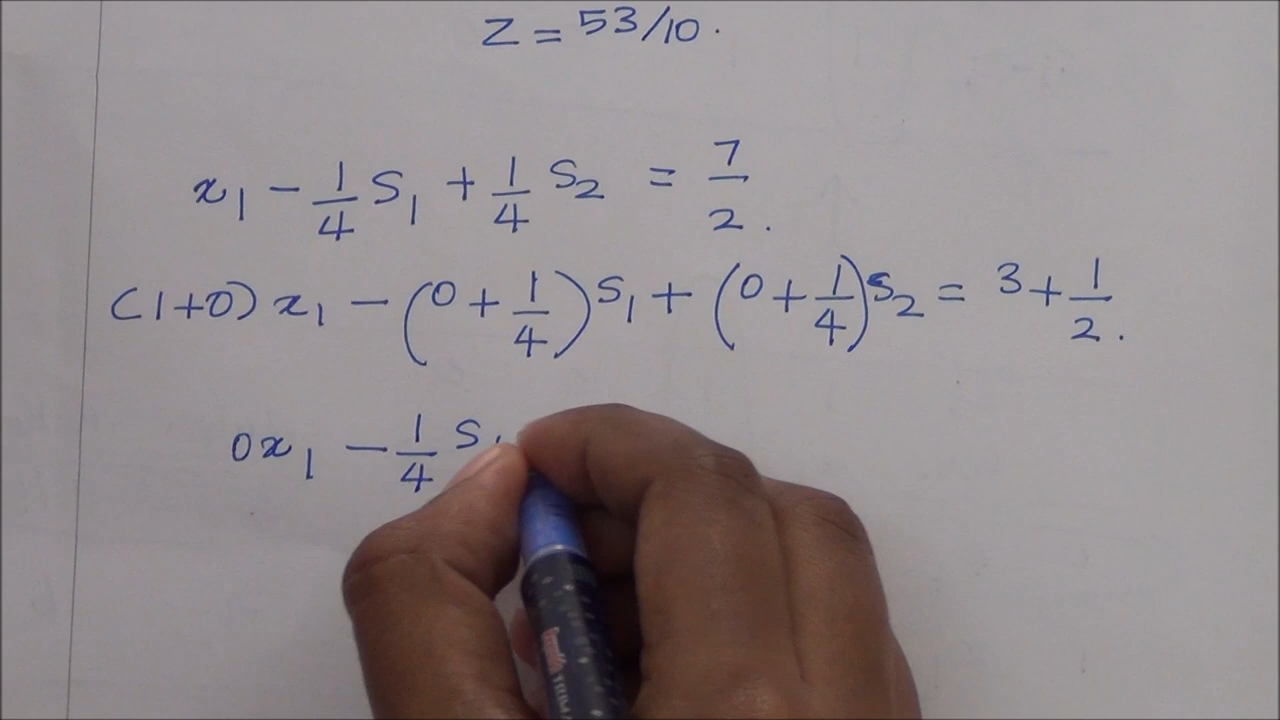 Z = 53/10.
x₁ - 1/4 S₁ + 1/4 S₂ = 7/2.
(1+0) x₁ - (0 + 1/4) S₁ + (0 + 1/4) S₂ = 3 + 1/2.
0x₁ - 1/4 S